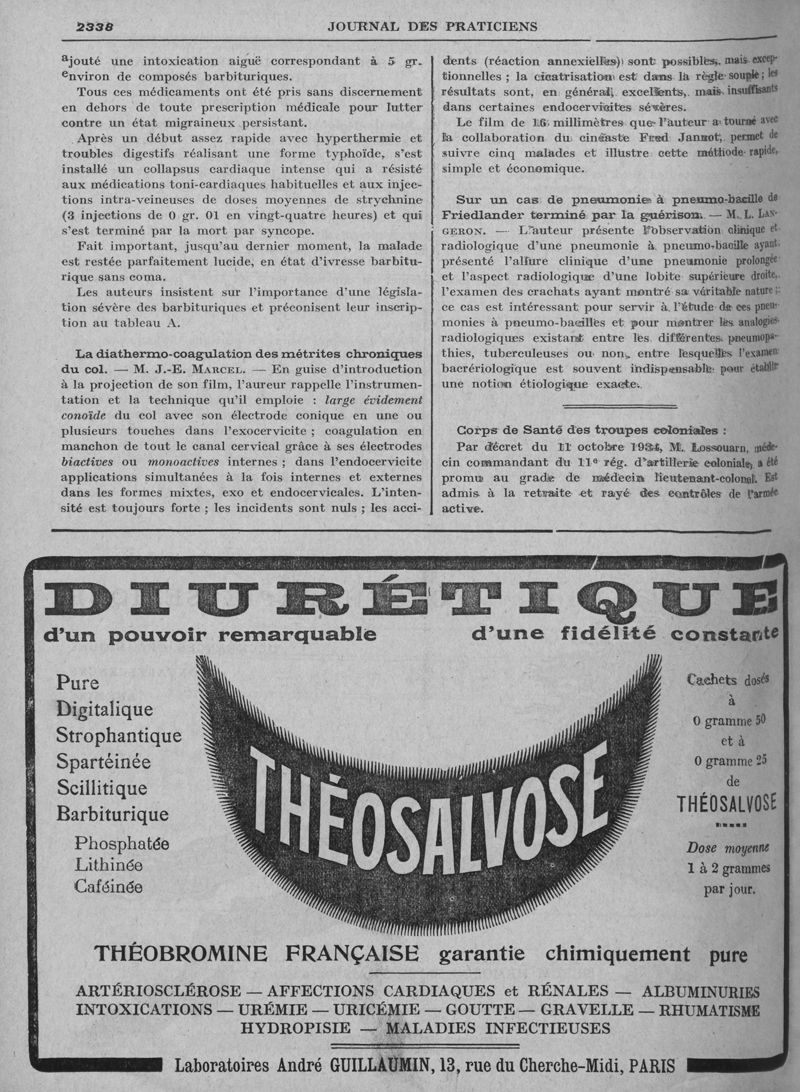 2338
JOURNAL DES PRATICIENS
ajouté une intoxication aiguë correspondant à 5 gr.
environ de composés barbituriques.
Tous ces médicaments ont été pris sans discernement
en dehors de toute prescription médicale pour lutter
contre un état migraineux persistant.
Après un début assez rapide avec hyperthermie et
troubles digestifs réalisant une forme typhoïde, s'est
installé un collapsus cardiaque intense qui a résisté
aux médications toni-cardiaques habituelles et aux injec-
tions intra-veineuses de doses moyennes de strychnine
(3 injections de 0 gr. 01 en vingt-quatre heures) et qui
s'est terminé par la mort par syncope.
Fait important, jusqu'au dernier moment, la malade
est restée parfaitement lucide, en état d'ivresse barbitu-
rique sans coma.
Les auteurs insistent sur l'importance d'une législa-
tion sévère des barbituriques et préconisent leur inscrip-
tion au tableau A.
La diathermo-coagulation des métrites chroniques
du col. — M. J.-E. MARCEL. — En guise d'introduction
à la projection de son film, l'aureur rappelle l'instrumen-
tation et la technique qu'il emploie : large évidement
conoïde du col avec son électrode conique en une ou
plusieurs touches dans l'exocervicite ; coagulation en
manchon de tout le canal cervical grâce à ses électrodes
biactives ou monoactives internes ; dans l'endocervicite
applications simultanées à la fois internes et externes
dans les formes mixtes, exo et endocervicales. L'inten-
sité est toujours forte ; les incidents sont nuls ; les acci-
dents (réaction annexielles) sont possibles, mais excep-
tionnelles ; la cicatrisation est dans la règle souple ; les
résultats sont, en général, excellents, mais insuffisants
dans certaines endocervicites sévères.
Le film de 16 millimètres que l'auteur a tourné avec
la collaboration du cinéaste Fred Jannot, permet de
suivre cinq malades et illustre cette méthode rapide,
simple et économique.
Sur un cas de pneumonie à pneumo-bacille de
Friedlander terminé par la guérison. — M. L. LAN-
GERON. — L'auteur présente l'observation clinique et
radiologique d'une pneumonie à pneumo-bacille ayant
présenté l'allure clinique d'une pneumonie prolongée
et l'aspect radiologique d'une lobite supérieure droite,
l'examen des crachats ayant montré sa véritable nature ;
ce cas est intéressant pour servir à l'étude de ces pneu-
monies à pneumo-bacilles et pour montrer les analogies
radiologiques existant entre les différentes pneumopa-
thies, tuberculeuses ou non, entre lesquelles l'examen
bacrériologique est souvent indispensable pour établir
une notion étiologique exacte.
Corps de Santé des troupes coloniales :
Par décret du 11 octobre 1934, M. Lossouarn, méde-
cin commandant du 11e rég. d'artillerie coloniale, a été
promu au grade de médecin lieutenant-colonel. Est
admis à la retraite et rayé des contrôles de l'armée
active.
DIURÉTIQUE
d'un pouvoir remarquable
d'une fidélité constante
Pure
Digitalique
Strophantique
Spartéinée
Scillitique
Barbiturique
Phosphatée
Lithinée
Caféinée
THÉOSALVOSE
Cachets dosés
à
0 gramme 50
et à
0 gramme 25
de
THÉOSALVOSE
Dose moyenne
1 à 2 grammes
par jour.
THÉOBROMINE FRANÇAISE garantie chimiquement pure
ARTÉRIOSCLÉROSE — AFFECTIONS CARDIAQUES et RÉNALES — ALBUMINURIES
INTOXICATIONS — URÉMIE — URICÉMIE — GOUTTE — GRAVELLE — RHUMATISME
HYDROPISIE — MALADIES INFECTIEUSES
Laboratoires André GUILLAUMIN, 13, rue du Cherche-Midi, PARIS